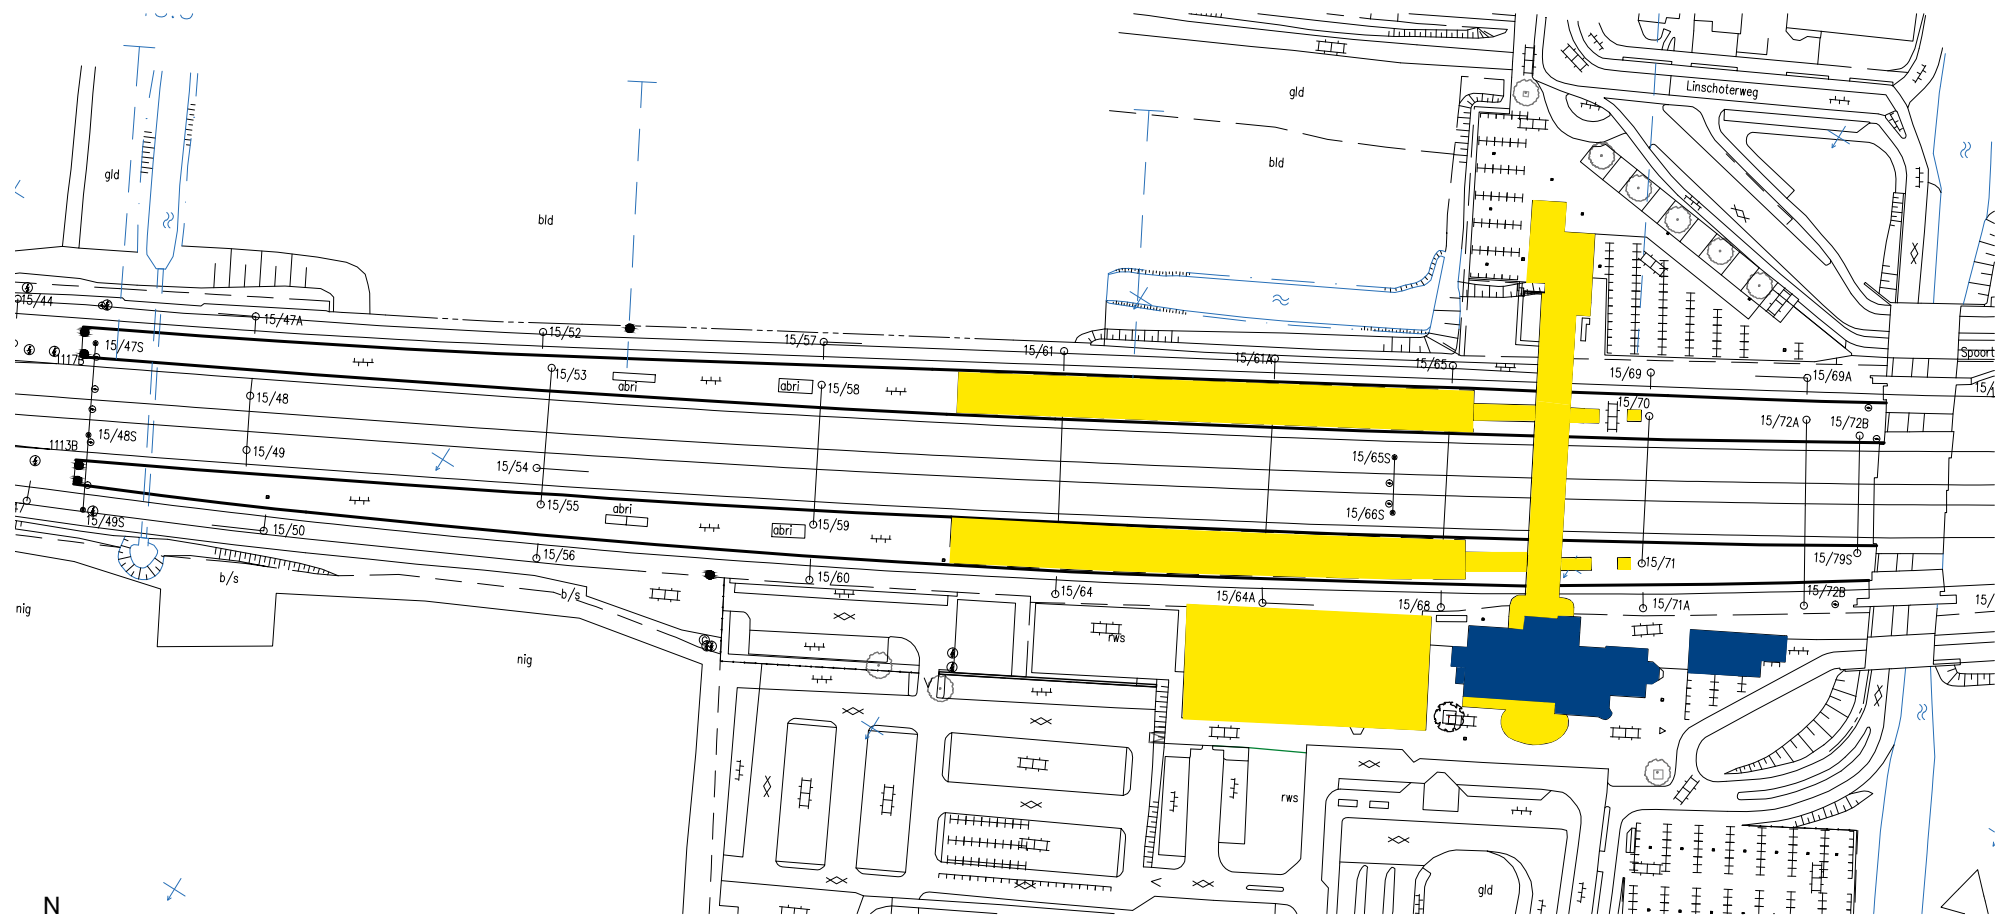 Linschoterweg
gld
bld
gld
bld
15/44
15/47A
15/52
15/57
15/61
15/61A
15/65
15/69
15/69A
Spoort
15/47S
1117B
15/53
abri
abri
15/58
15/48
15/70
15/72A
15/72B
15/48S
1113B
15/49
15/54
15/65S
15/55
abri
abri
15/59
15/66S
15/49S
15/50
15/56
15/71
15/79S
b/s
b/s
15/60
15/64
15/64A
15/68
15/71A
15/72B
15/
nig
rws
nig
rws
gld
N